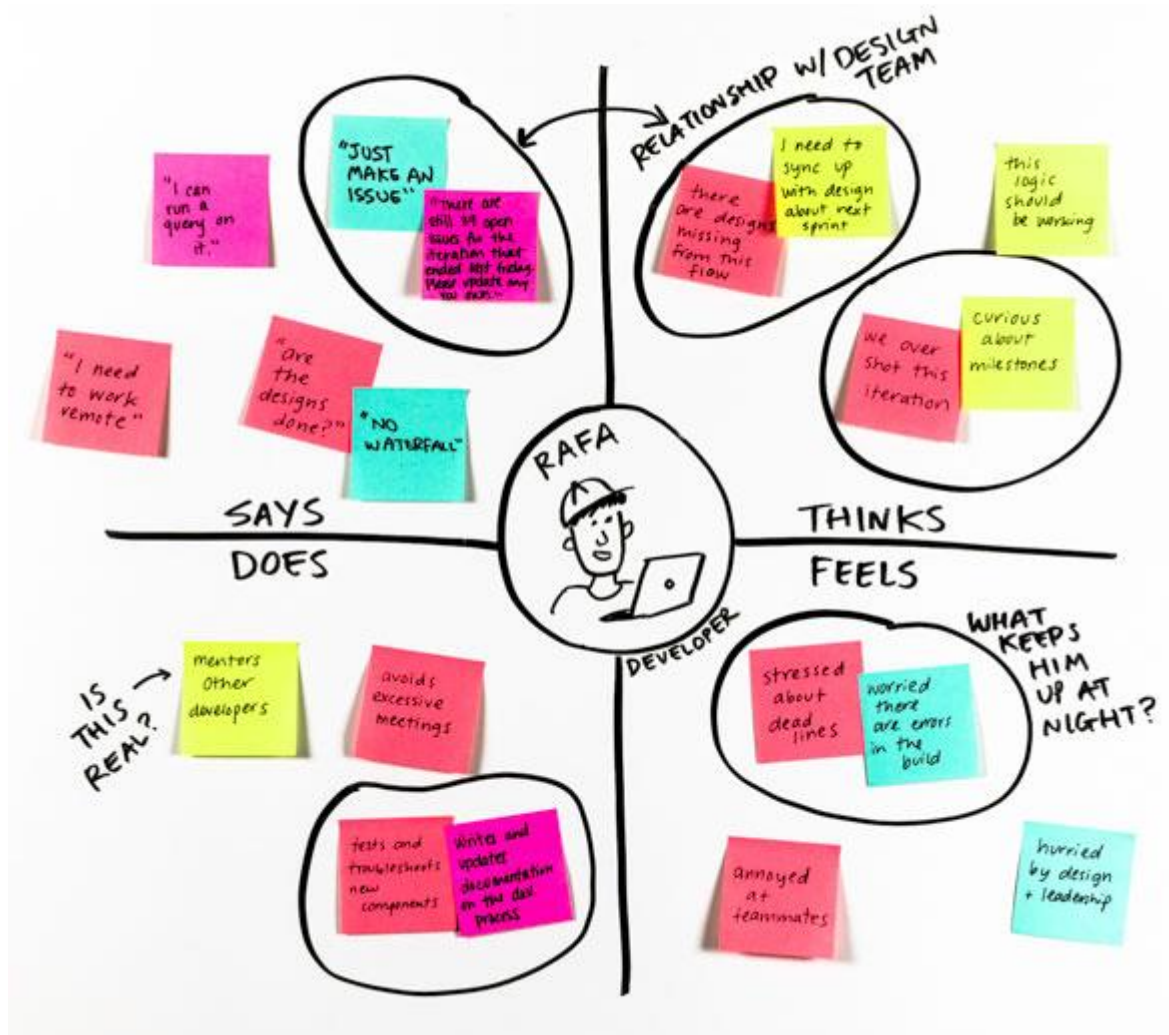 RELATIONSHIP W/ DESIGN
TEAM
"I can
run a
query on
it."
"JUST
MAKE AN
ISSUE"
"There are
still 39 open
issues for the
iteration that
ended last friday.
Please update any
you own."
"I need
to work
remote"
"are
the
designs
done?"
"NO
WATERFALL"
SAYS
there
are designs
missing
from this
flow
I need to
sync up
with design
about next
sprint
this
logic
should
be working
we over
shot this
iteration
curious
about
milestones
THINKS
RAFA
DEVELOPER
DOES
IS
THIS
REAL?
mentors
other
developers
avoids
excessive
meetings
tests and
troubleshoots
new
components
writes and
updates
documentation
on the dev.
process
FEELS
stressed
about
dead
lines
worried
there
are errors
in the
build
WHAT
KEEPS
HIM
UP AT
NIGHT?
annoyed
at
teammates
hurried
by design
+ leadership